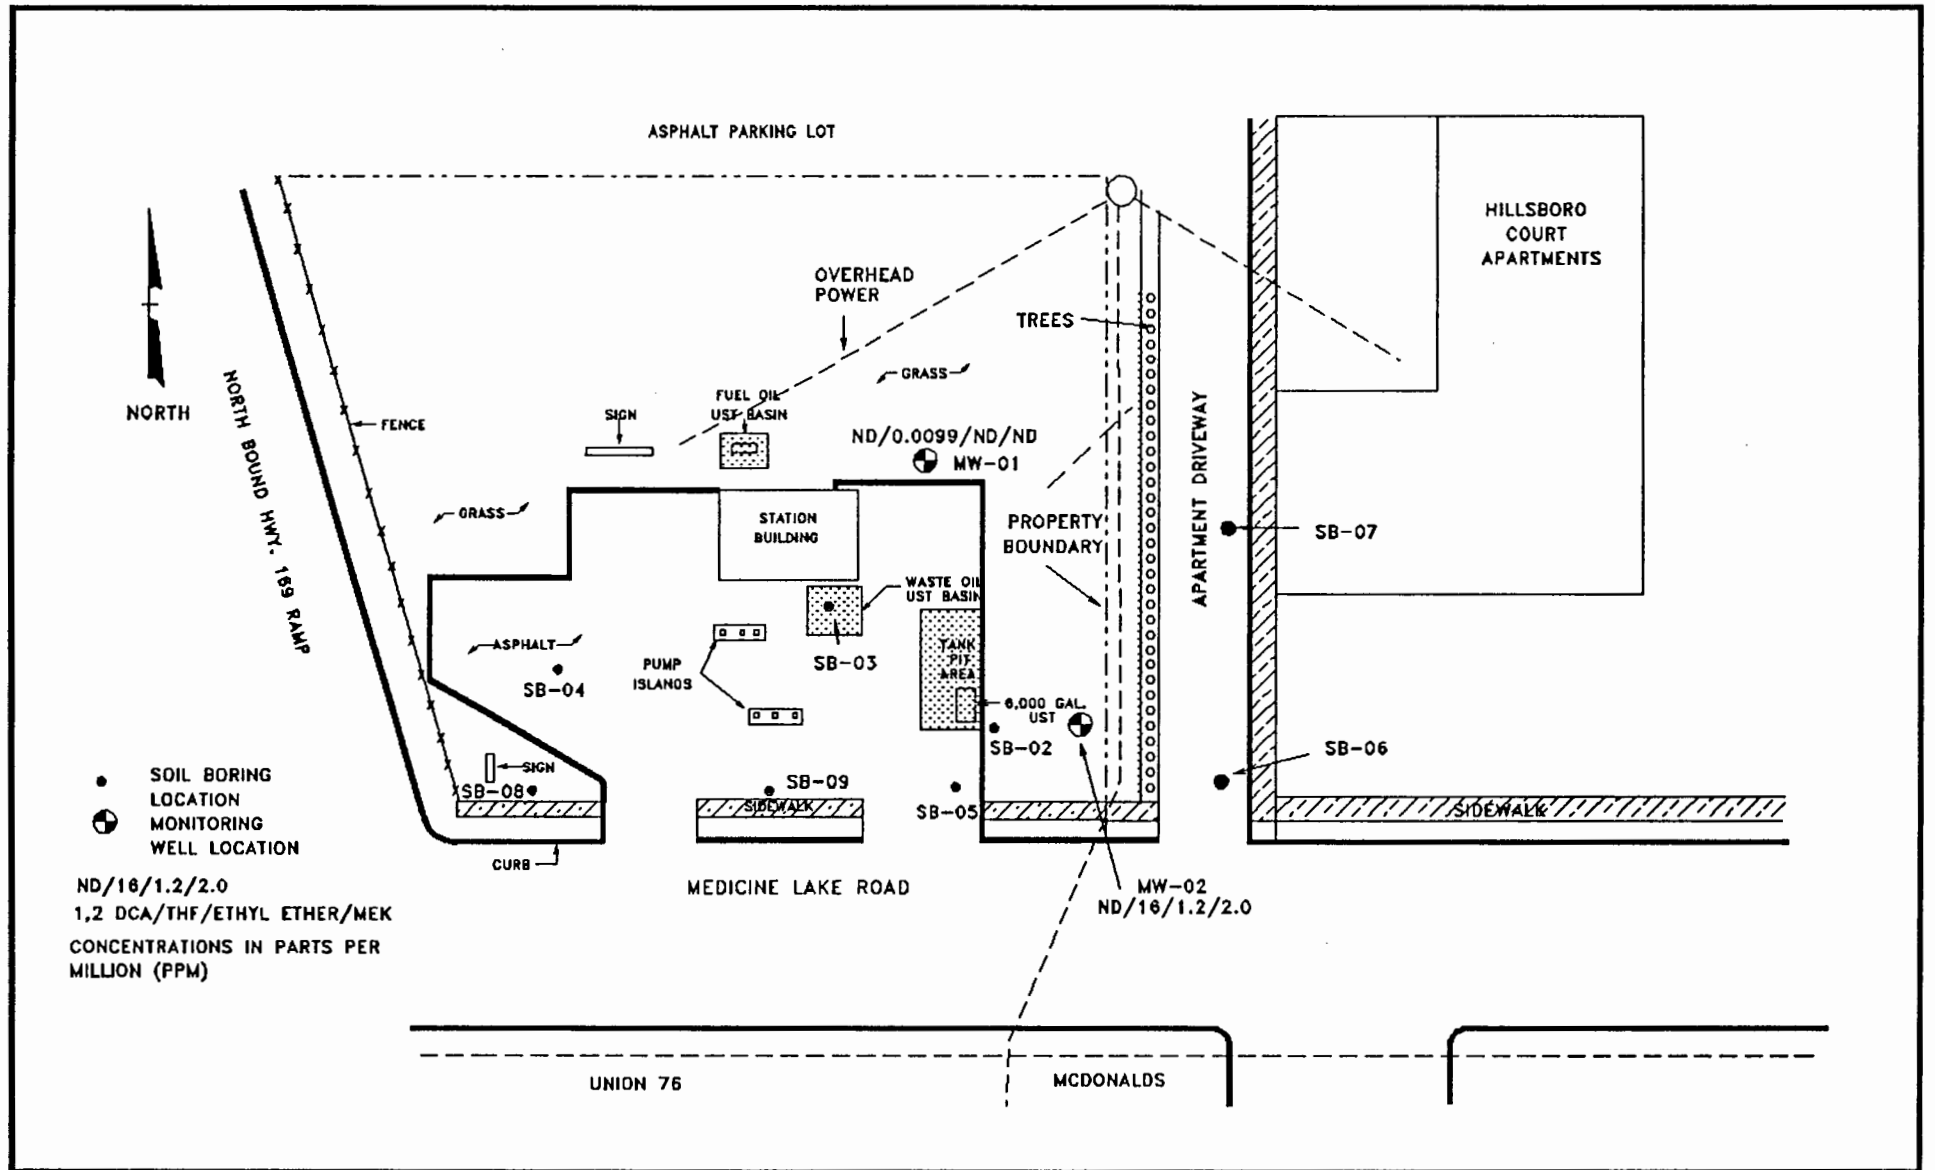 ASPHALT PARKING LOT
HILLSBORO
COURT
APARTMENTS
OVERHEAD
POWER
TREES
GRASS
NORTH
NORTH BOUND HWY. 169 RAMP
FENCE
SIGN
FUEL OIL
UST BASIN
ND/0.0099/ND/ND
MW-01
APARTMENT DRIVEWAY
GRASS
STATION
BUILDING
PROPERTY
BOUNDARY
SB-07
WASTE OIL
UST BASIN
ASPHALT
SB-04
PUMP
ISLANDS
SB-03
TANK
PIT
AREA
6,000 GAL.
UST
SB-02
SB-06
SIGN
SB-08
SB-09
SIDEWALK
SB-05
SIDEWALK
SOIL BORING
LOCATION
MONITORING
WELL LOCATION
CURB
MEDICINE LAKE ROAD
MW-02
ND/16/1.2/2.0
ND/16/1.2/2.0
1,2 DCA/THF/ETHYL ETHER/MEK
CONCENTRATIONS IN PARTS PER
MILLION (PPM)
UNION 76
MCDONALDS